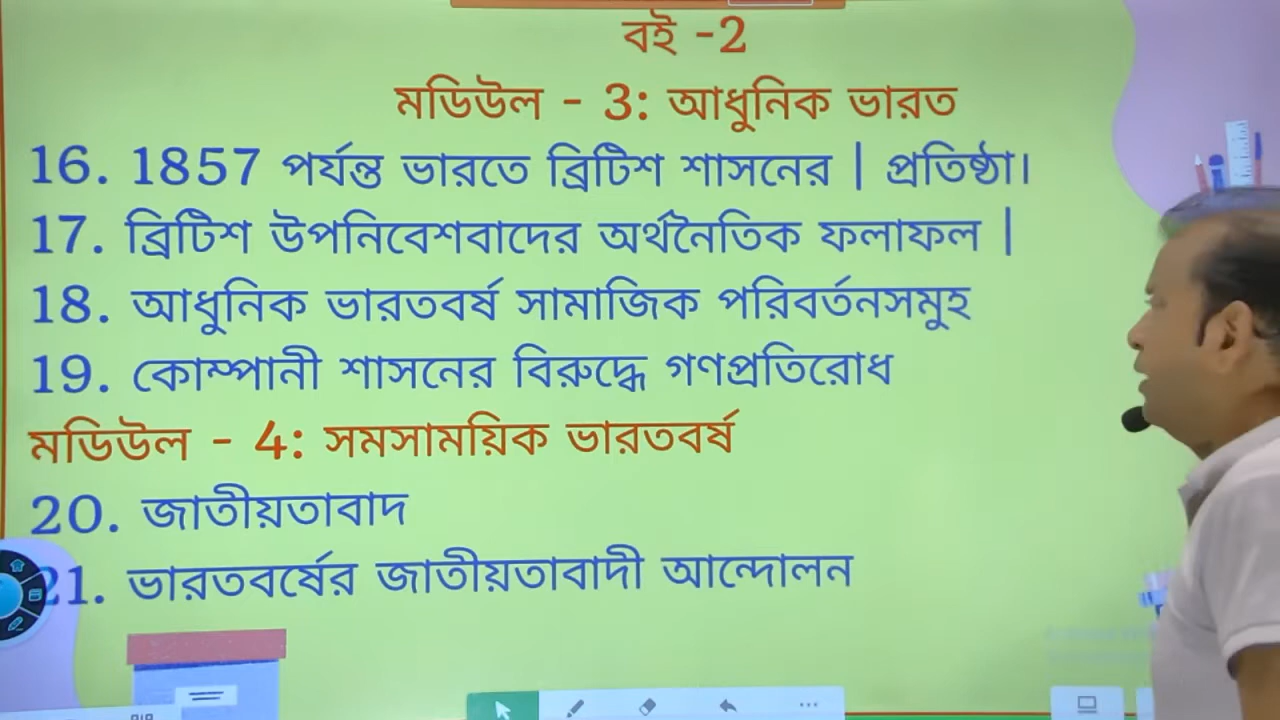 বই -2
মডিউল - 3: আধুনিক ভারত
16. 1857 পর্যন্ত ভারতে ব্রিটিশ শাসনের | প্রতিষ্ঠা।
17. ব্রিটিশ উপনিবেশবাদের অর্থনৈতিক ফলাফল |
18. আধুনিক ভারতবর্ষ সামাজিক পরিবর্তনসমুহ
19. কোম্পানী শাসনের বিরুদ্ধে গণপ্রতিরোধ
মডিউল - 4: সমসাময়িক ভারতবর্ষ
20. জাতীয়তাবাদ
21. ভারতবর্ষের জাতীয়তাবাদী আন্দোলন